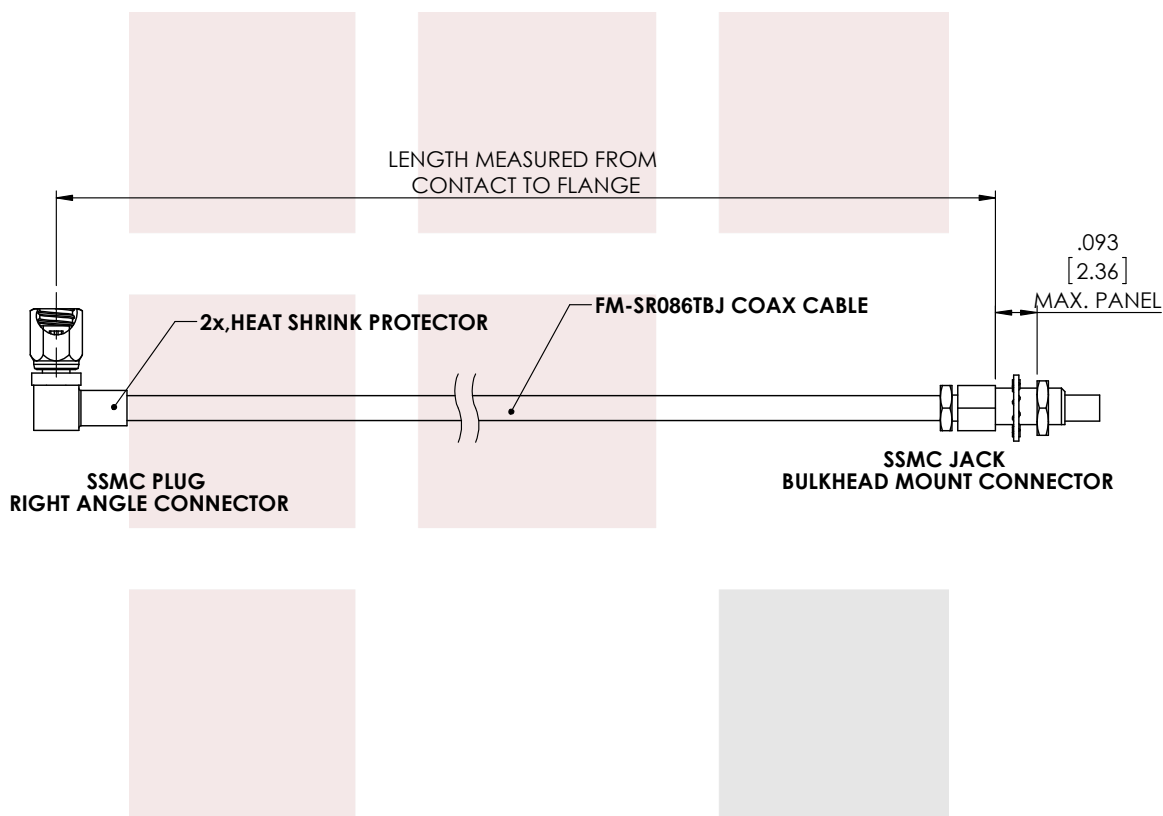 LENGTH MEASURED FROM
CONTACT TO FLANGE
.093
[2.36]
MAX. PANEL
2x,HEAT SHRINK PROTECTOR
FM-SR086TBJ COAX CABLE
SSMC PLUG
RIGHT ANGLE CONNECTOR
SSMC JACK
BULKHEAD MOUNT CONNECTOR